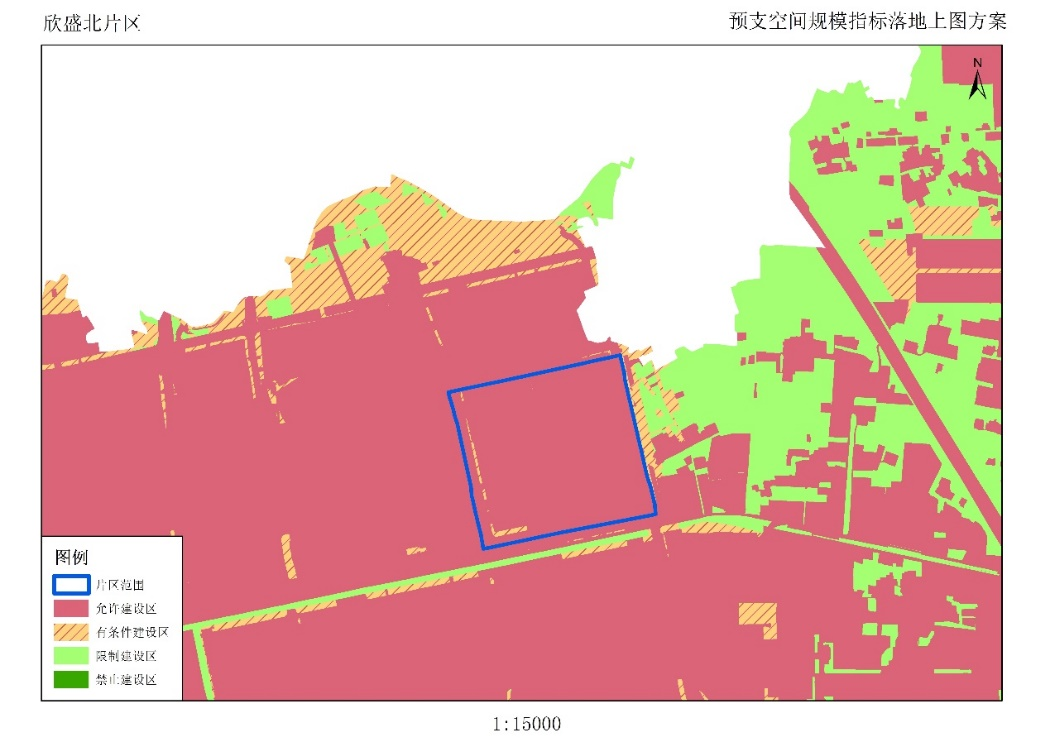 欣盛北片区
预支空间规模指标落地上图方案
N
图例
片区范围
允许建设区
有条件建设区
限制建设区
禁止建设区
1:15000